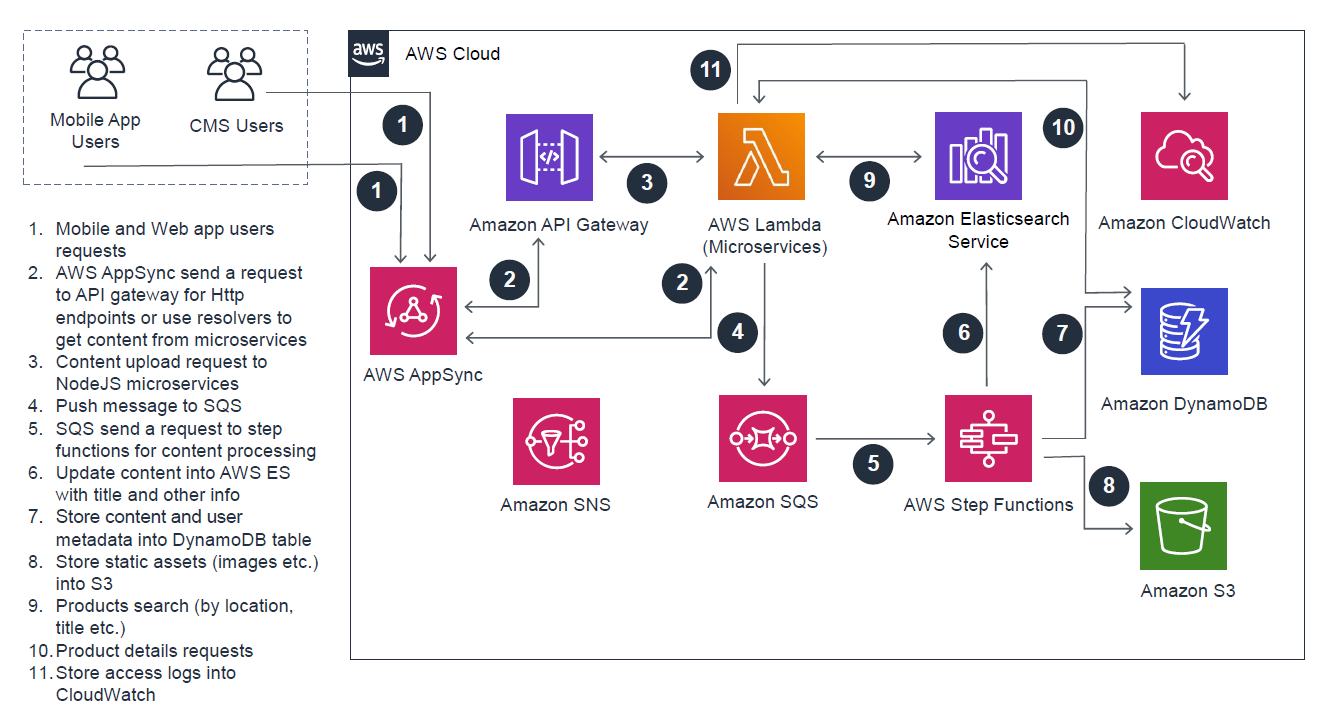 aws
AWS Cloud
Mobile App
Users
CMS Users
1
1
11
10
Amazon API Gateway
3
AWS Lambda
(Microservices)
9
Amazon Elasticsearch
Service
Amazon CloudWatch
1. Mobile and Web app users
requests
2. AWS AppSync send a request
to API gateway for Http
endpoints or use resolvers to
get content from microservices
3. Content upload request to
NodeJS microservices
4. Push message to SQS
5. SQS send a request to step
functions for content processing
6. Update content into AWS ES
with title and other info
7. Store content and user
metadata into DynamoDB table
8. Store static assets (images etc.)
into S3
9. Products search (by location,
title etc.)
10. Product details requests
11. Store access logs into
CloudWatch
2
2
4
6
7
AWS AppSync
Amazon DynamoDB
Amazon SNS
Amazon SQS
5
AWS Step Functions
8
Amazon S3